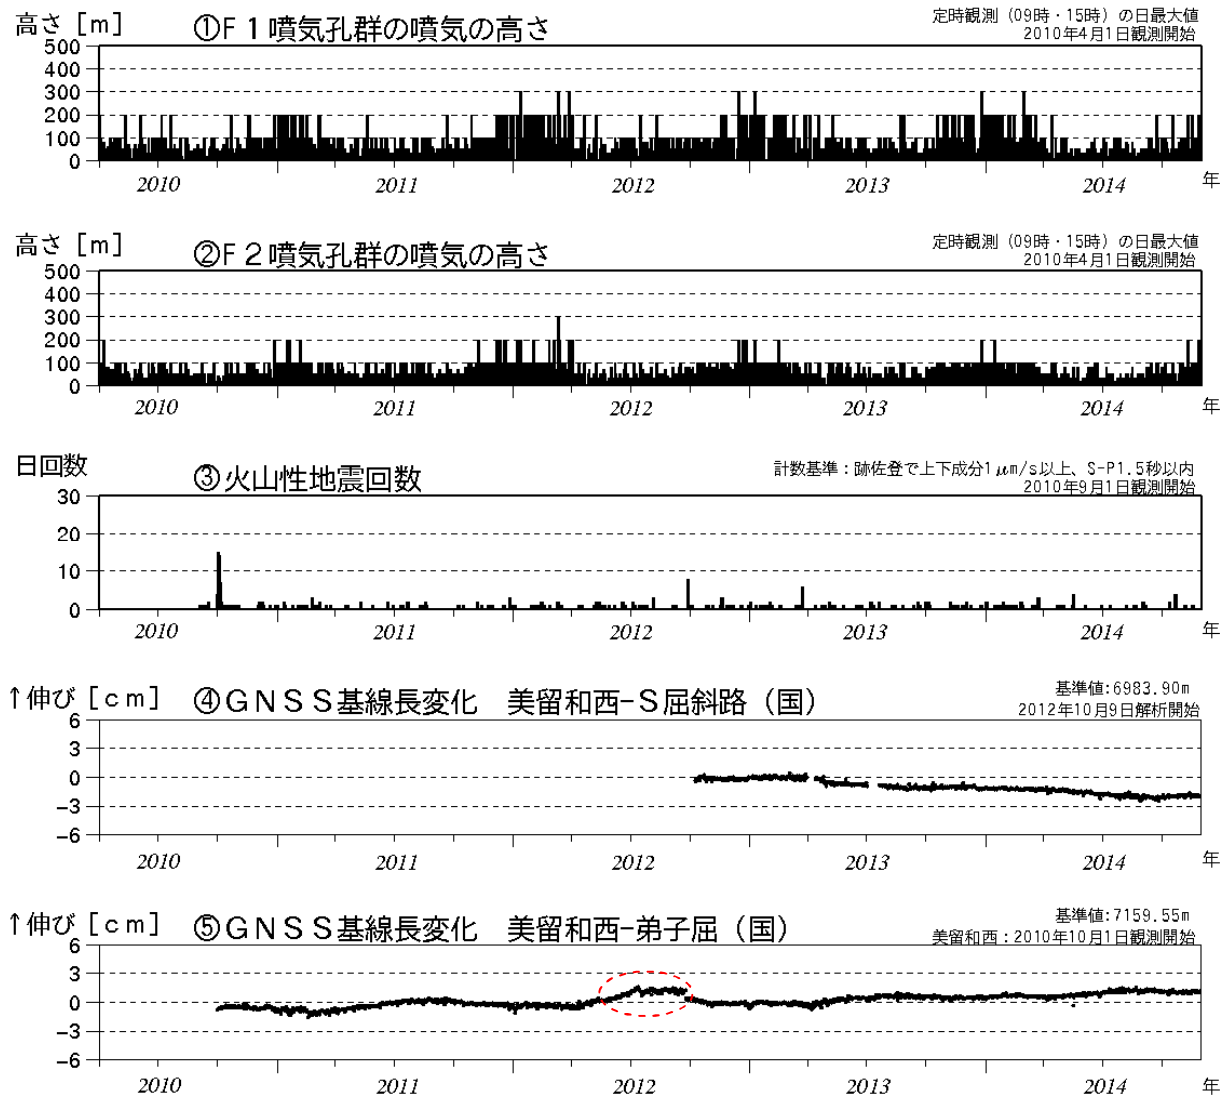 高さ [m] ①F1噴気孔群の噴気の高さ 定時観測 (09時・15時) の日最大値
2010年4月1日観測開始
500
400
300
200
100
0
2010 2011 2012 2013 2014 年
高さ [m] ②F2噴気孔群の噴気の高さ 定時観測 (09時・15時) の日最大値
2010年4月1日観測開始
500
400
300
200
100
0
2010 2011 2012 2013 2014 年
日回数 ③火山性地震回数 計数基準:跡佐登で上下成分1μm/s以上、S-P1.5秒以内
2010年9月1日観測開始
30
20
10
0
2010 2011 2012 2013 2014 年
↑伸び [cm] ④GNSS基線長変化 美留和西-S屈斜路(国) 基準値:6983.90m
2012年10月9日解析開始
6
3
0
-3
-6
2010 2011 2012 2013 2014 年
↑伸び [cm] ⑤GNSS基線長変化 美留和西-弟子屈(国) 基準値:7159.55m
美留和西:2010年10月1日観測開始
6
3
0
-3
-6
2010 2011 2012 2013 2014 年